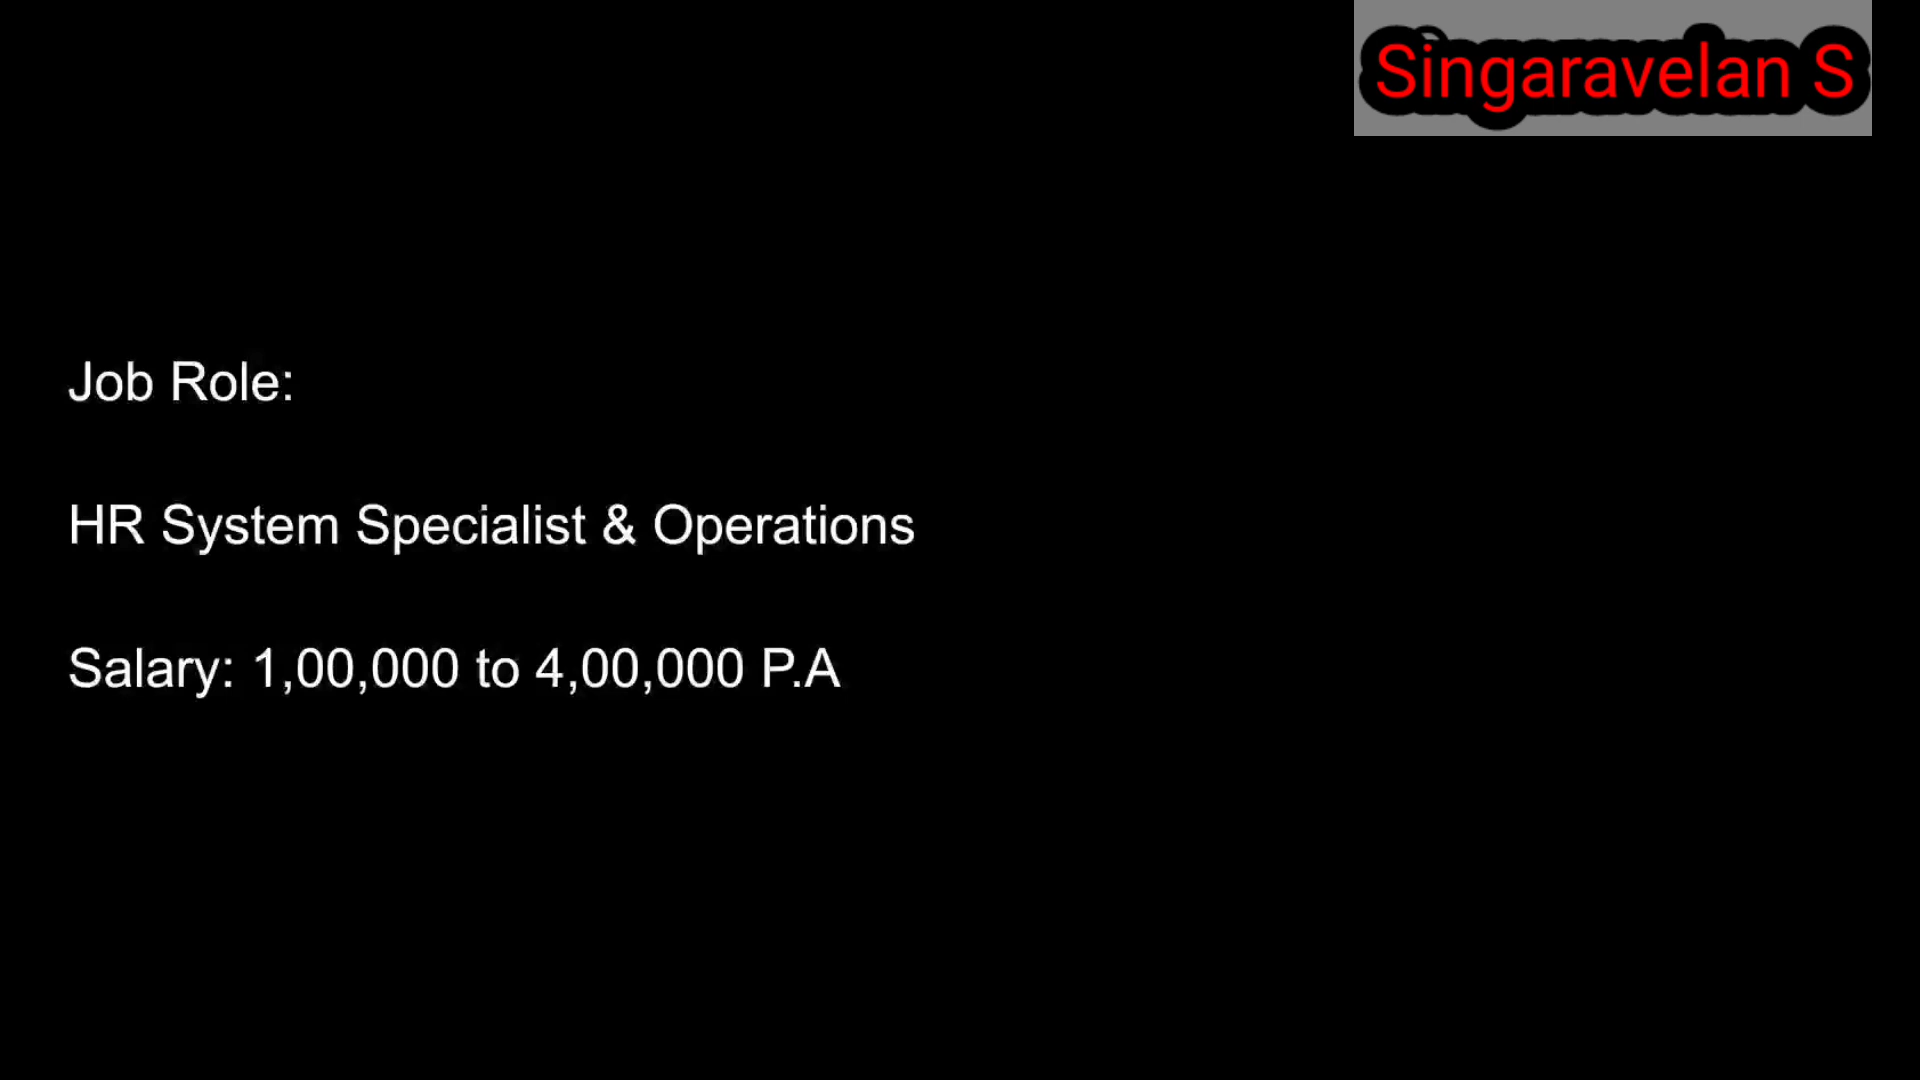 Singaravelan S
Job Role:
HR System Specialist & Operations
Salary: 1,00,000 to 4,00,000 P.A